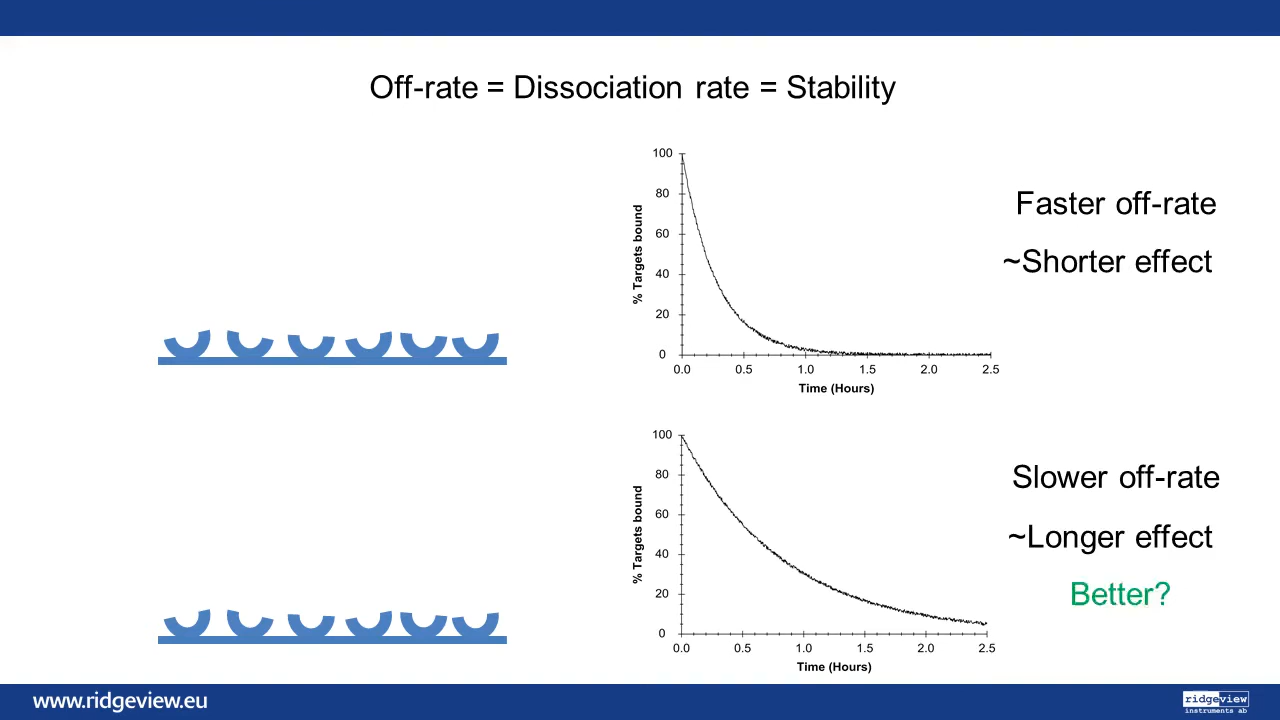 Off-rate = Dissociation rate = Stability
100
80
60
40
20
0
% Targets bound
0.0 0.5 1.0 1.5 2.0 2.5
Time (Hours)
Faster off-rate
~Shorter effect
100
80
60
40
20
0
% Targets bound
0.0 0.5 1.0 1.5 2.0 2.5
Time (Hours)
Slower off-rate
~Longer effect
Better?
www.ridgeview.eu
ridgeview
instruments ab